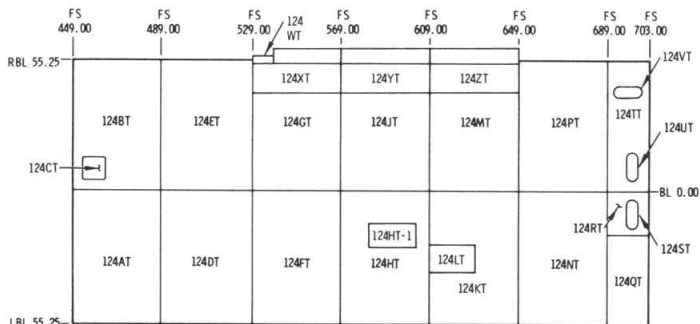 FS FS FS FS FS FS FS FS
449.00 489.00 529.00 569.00 609.00 649.00 689.00 703.00
124
WT
RBL 55.25
124VT
124XT 124YT 124ZT
124TT
124BT 124ET 124GT 124JT 124MT 124PT
124UT
124CT
BL 0.00
124RT
124HT-1
124ST
124AT 124DT 124FT 124HT 124LT 124NT
124KT
124QT
LBL 55.25